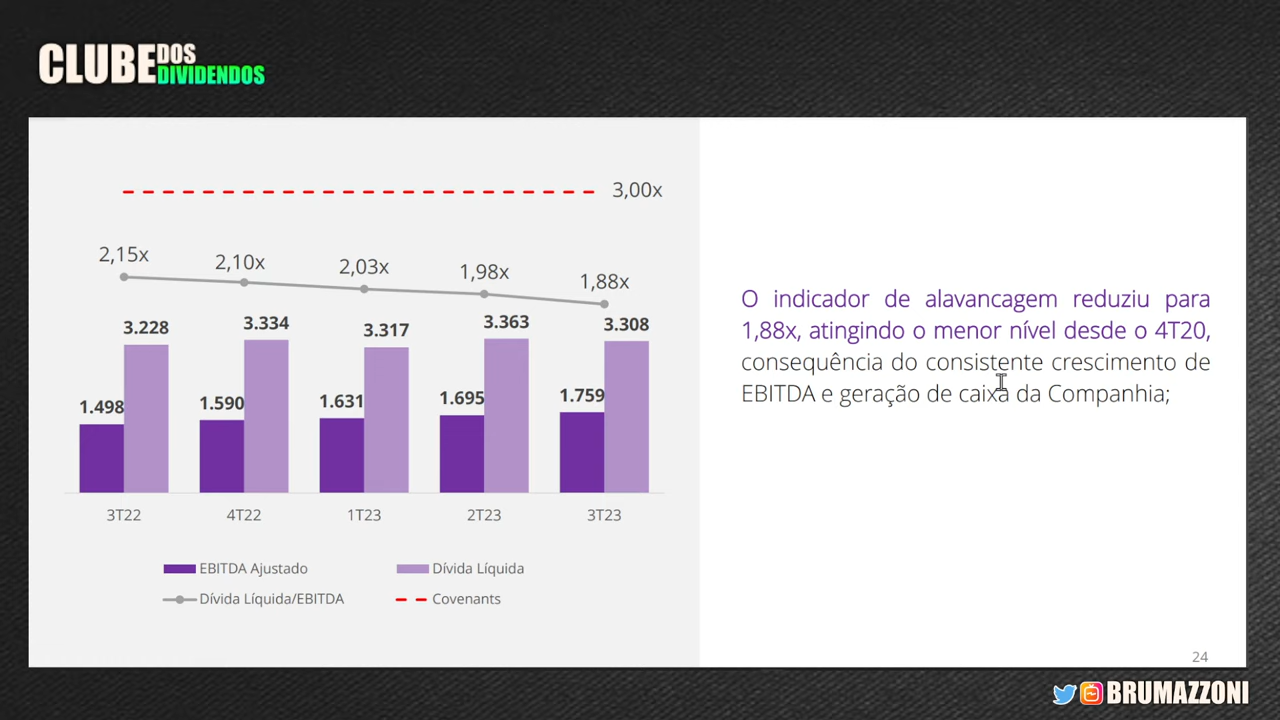 CLUBE DOS DIVIDENDOS
3,00x
2,15x 2,10x 2,03x 1,98x 1,88x
3.228 3.334 3.317 3.363 3.308
1.498 1.590 1.631 1.695 1.759
3T22 4T22 1T23 2T23 3T23
EBITDA Ajustado Dívida Líquida
Dívida Líquida/EBITDA Covenants
O indicador de alavancagem reduziu para
1,88x, atingindo o menor nível desde o 4T20,
consequência do consistente crescimento de
EBITDA e geração de caixa da Companhia;
24
BRUMAZZONI